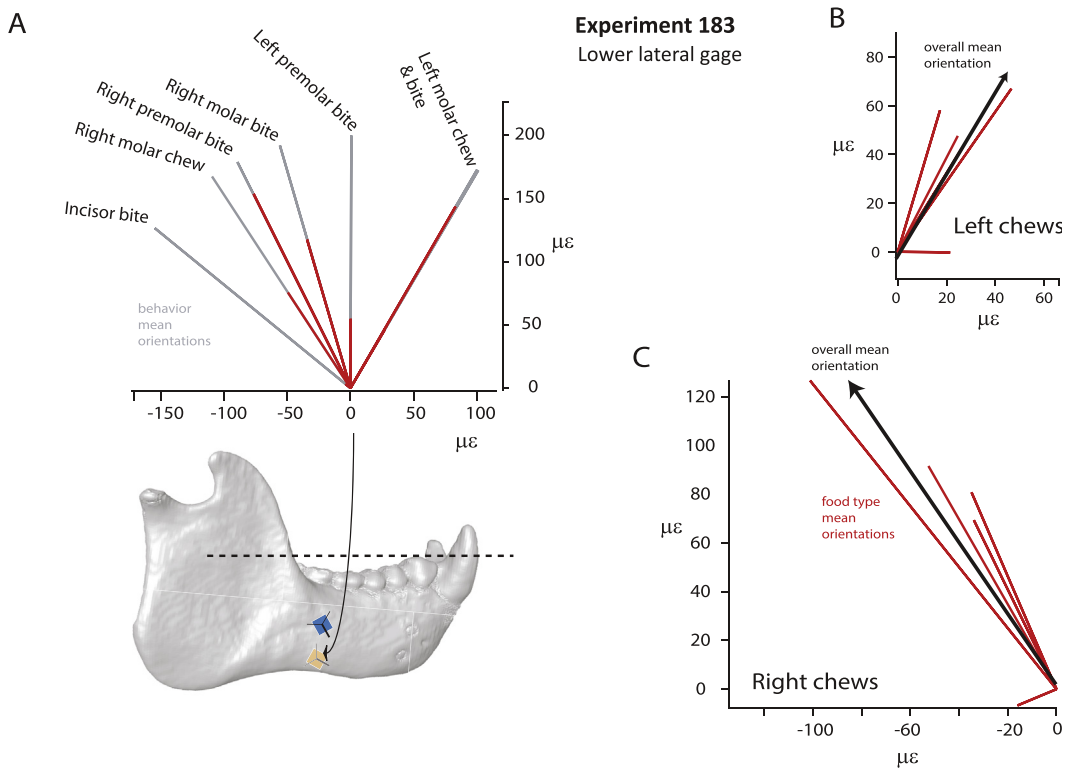 A
Experiment 183
Lower lateral gage
Incisor bite
Right molar chew
Right premolar bite
Right molar bite
Left premolar bite
Left molar chew
& bite
behavior
mean
orientations
200
150
100
50
0
με
-150
-100
-50
0
50
100
με
B
overall mean
orientation
80
60
40
20
0
με
Left chews
0
20
40
60
με
C
overall mean
orientation
120
100
80
60
40
20
0
με
food type
mean
orientations
Right chews
-100
-60
-20
0
με